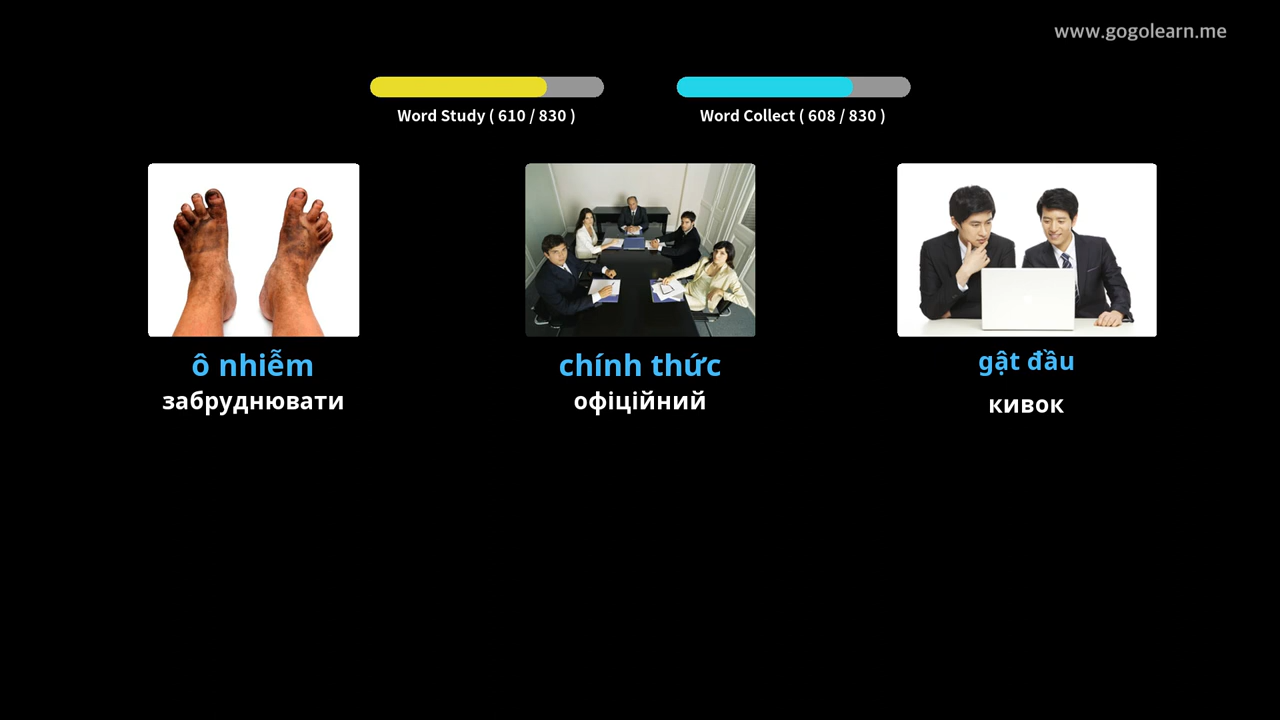 www.gogolearn.me
Word Study ( 610 / 830 )
Word Collect ( 608 / 830 )
ô nhiễm
забруднювати
chính thức
офіційний
gật đầu
кивок